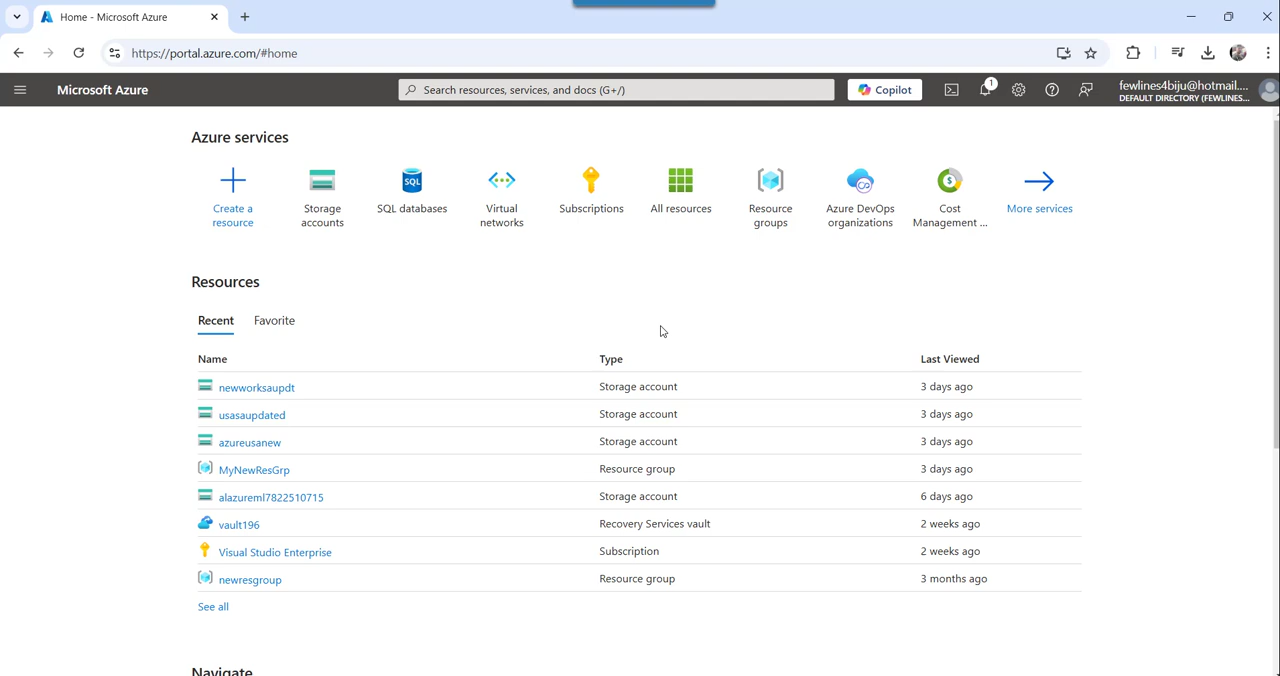 Home - Microsoft Azure
https://portal.azure.com/#home
Microsoft Azure
Search resources, services, and docs (G+/)
Copilot
1
fewlines4biju@hotmail....
DEFAULT DIRECTORY (FEWLINES...
Azure services
Create a resource
Storage accounts
SQL
SQL databases
Virtual networks
Subscriptions
All resources
Resource groups
Azure DevOps organizations
Cost Management ...
More services
Resources
Recent Favorite
Name Type Last Viewed
newworksaupdt Storage account 3 days ago
usasaupdated Storage account 3 days ago
azureusanew Storage account 3 days ago
MyNewResGrp Resource group 3 days ago
alazureml7822510715 Storage account 6 days ago
vault196 Recovery Services vault 2 weeks ago
Visual Studio Enterprise Subscription 2 weeks ago
newresgroup Resource group 3 months ago
See all
Navigate